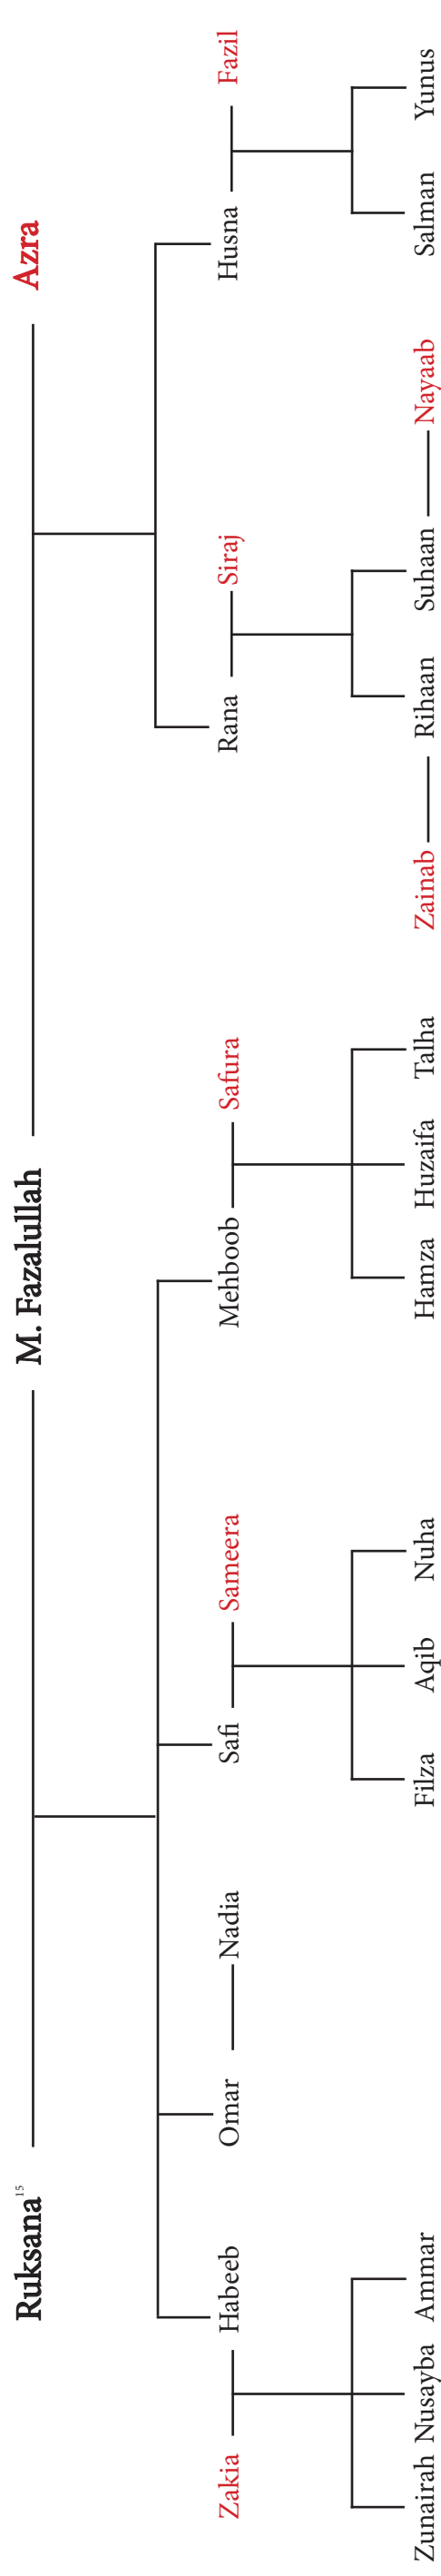 Ruksana¹⁵ M. Fazalullah Azra
Zakia Habeeb Omar Nadia Safi Sameera Mehboob Safura Rana Siraj Husna Fazil
Zunairah Nusayba Ammar Filza Aqib Nuha Hamza Huzaifa Talha Zainab Rihaan Suhaan Nayaab Salman Yunus